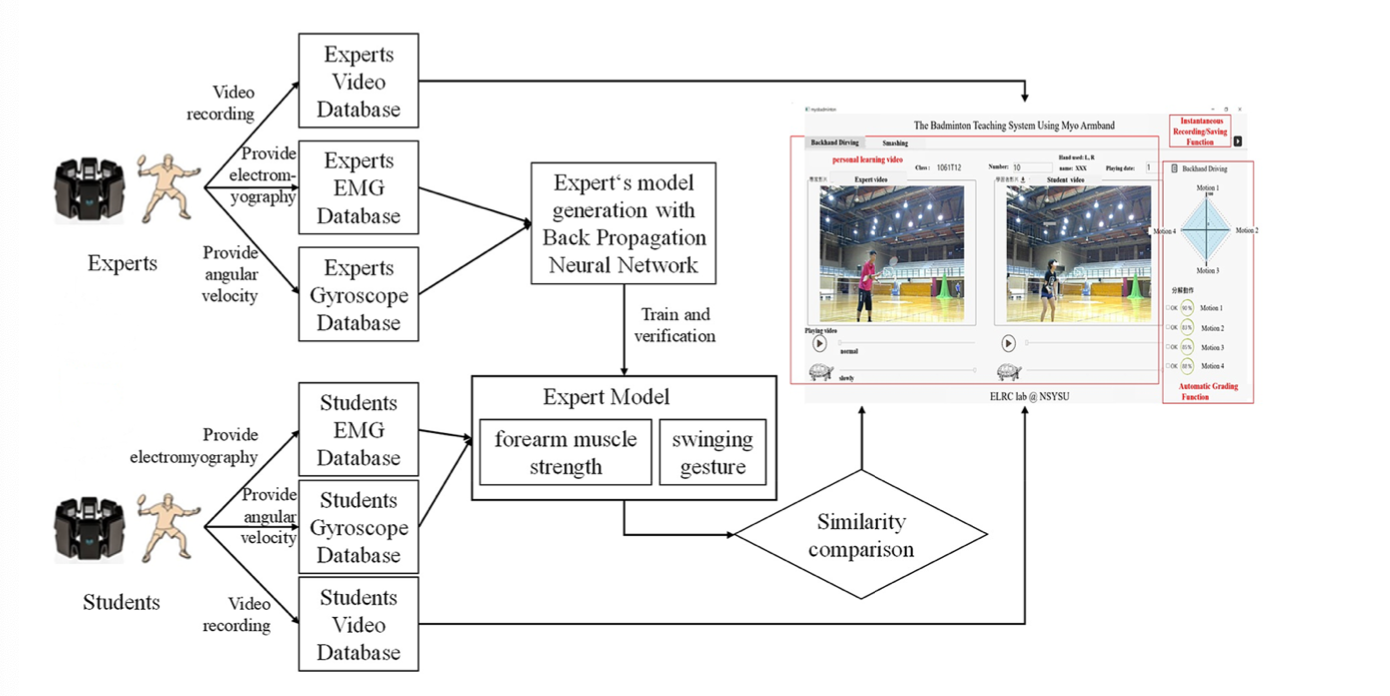 Experts
Video
Database
Video
recording
Provide
electrom-
yography
Experts
EMG
Database
Provide
angular
velocity
Experts
Gyroscope
Database
Experts
Expert‘s model
generation with
Back Propagation
Neural Network
Train and
verification
Expert Model
forearm muscle
strength
swinging
gesture
Students
EMG
Database
Provide
electromyography
Students
Gyroscope
Database
Provide
angular
velocity
Students
Video
Database
Video
recording
Students
Similarity
comparison
The Badminton Teaching System Using Myo Armband
Instantaneous
Recording/Saving
Function
Backhand Dirving
Smashing
personal learning video
Class : 1061T12
Number: 10
Hand used: L, R
name: XXX
Playing date: 1
Expert video
Student video
Playing video
normal
slowly
Backhand Dirving
Motion 1
Motion 2
Motion 3
Motion 4
分解動作
OK Motion 1
OK Motion 2
OK Motion 3
OK Motion 4
Automatic Grading
Function
ELRC lab @ NSYSU